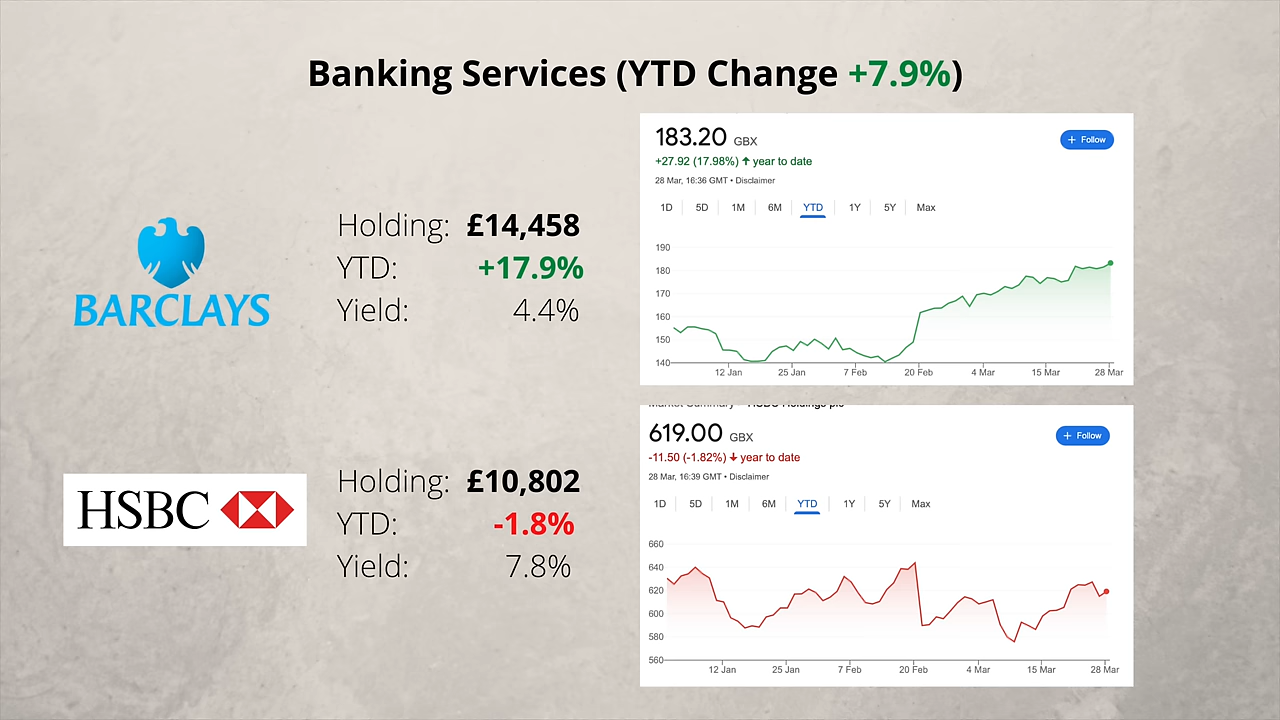 Banking Services (YTD Change +7.9%)
BARCLAYS
Holding: £14,458
YTD: +17.9%
Yield: 4.4%
183.20 GBX
+ Follow
+27.92 (17.98%) ↑ year to date
28 Mar, 16:36 GMT • Disclaimer
1D 5D 1M 6M YTD 1Y 5Y Max
190
180
170
160
150
140
12 Jan 25 Jan 7 Feb 20 Feb 4 Mar 15 Mar 28 Mar
HSBC
Holding: £10,802
YTD: -1.8%
Yield: 7.8%
Market Summary > HSBC Holdings plc
619.00 GBX
+ Follow
-11.50 (-1.82%) ↓ year to date
28 Mar, 16:39 GMT • Disclaimer
1D 5D 1M 6M YTD 1Y 5Y Max
660
640
620
600
580
560
12 Jan 25 Jan 7 Feb 20 Feb 4 Mar 15 Mar 28 Mar